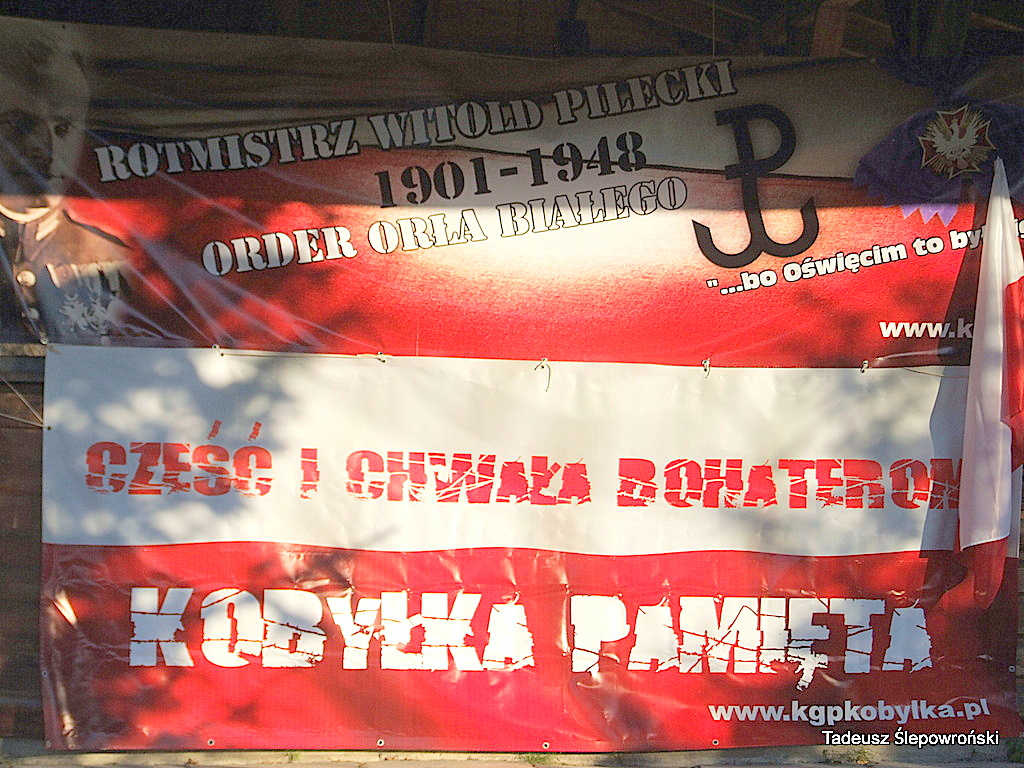 ROTMISTRZ WITOLD PILECKI
1901-1948
ORDER ORŁA BIAŁEGO
"...bo Oświęcim to
www.k
CZEŚĆ I CHWAŁA BOHATEROM
KOBYŁKA PAMIĘTA
www.kgpkobylka.pl
Tadeusz Ślepowroński